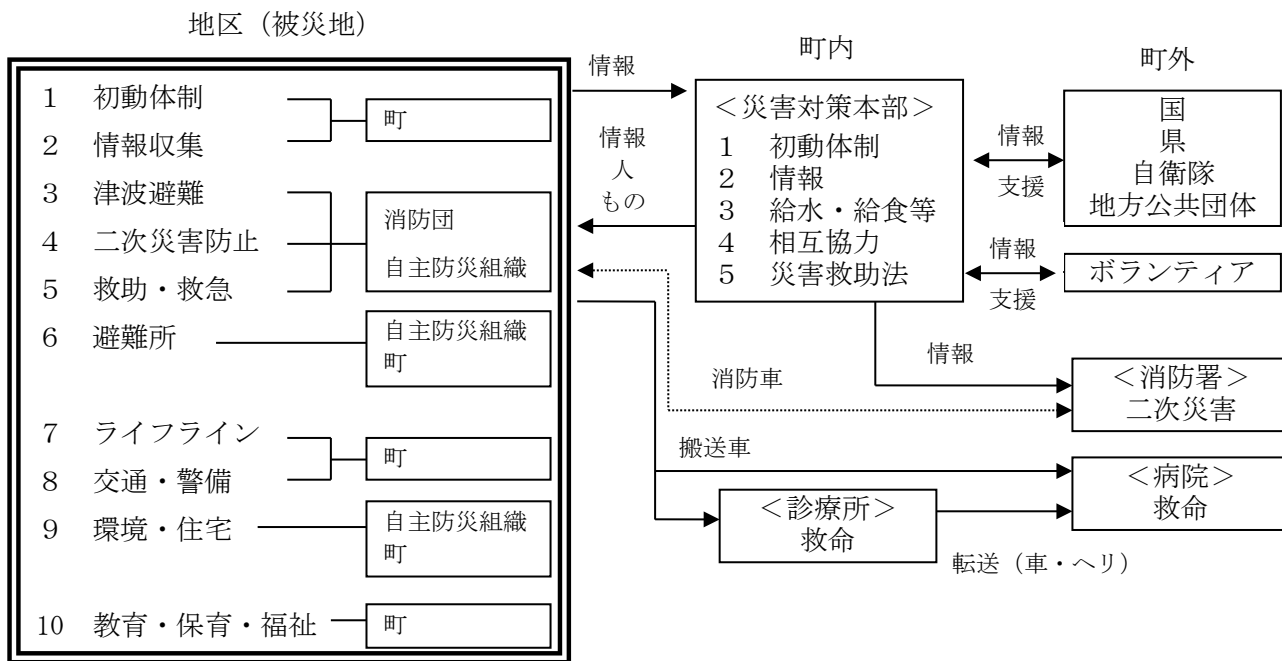 地区（被災地）
1 初動体制
2 情報収集
町
3 津波避難
4 二次災害防止
5 救助・救急
消防団
自主防災組織
6 避難所
自主防災組織
町
7 ライフライン
8 交通・警備
町
9 環境・住宅
自主防災組織
町
10 教育・保育・福祉
町
情報
情報
人
もの
町内
＜災害対策本部＞
1 初動体制
2 情報
3 給水・給食等
4 相互協力
5 災害救助法
町外
情報
支援
国
県
自衛隊
地方公共団体
情報
支援
ボランティア
情報
消防車
＜消防署＞
二次災害
搬送車
＜診療所＞
救命
＜病院＞
救命
転送（車・ヘリ）